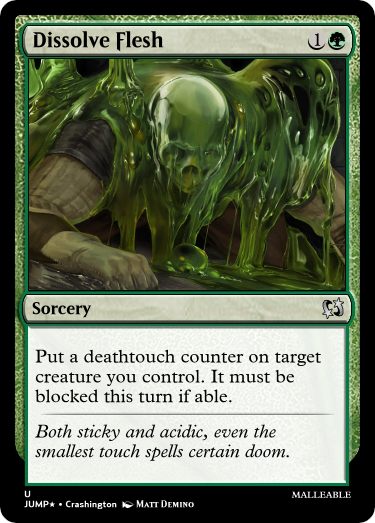 Dissolve Flesh 1
Sorcery
Put a deathtouch counter on target
creature you control. It must be
blocked this turn if able.
Both sticky and acidic, even the
smallest touch spells certain doom.
U MALLEABLE
JUMP★ • Crashington Matt Demino